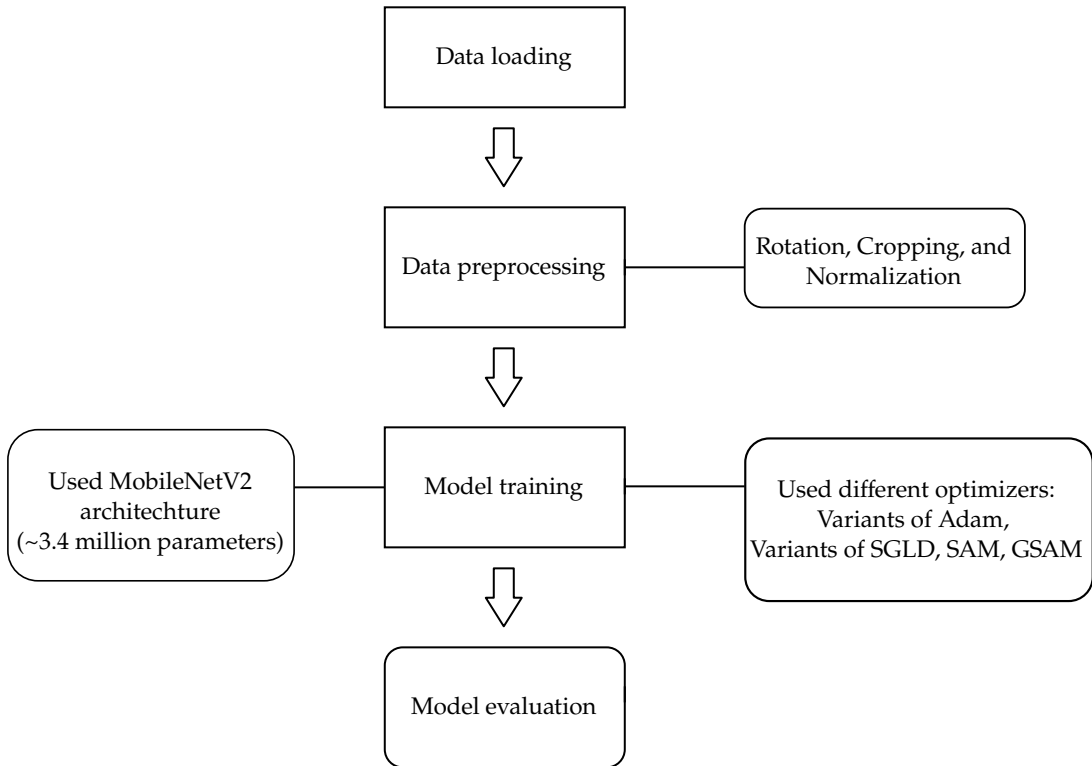 Data loading
Data preprocessing
Rotation, Cropping, and
Normalization
Used MobileNetV2
architechture
(~3.4 million parameters)
Model training
Used different optimizers:
Variants of Adam,
Variants of SGLD, SAM, GSAM
Model evaluation